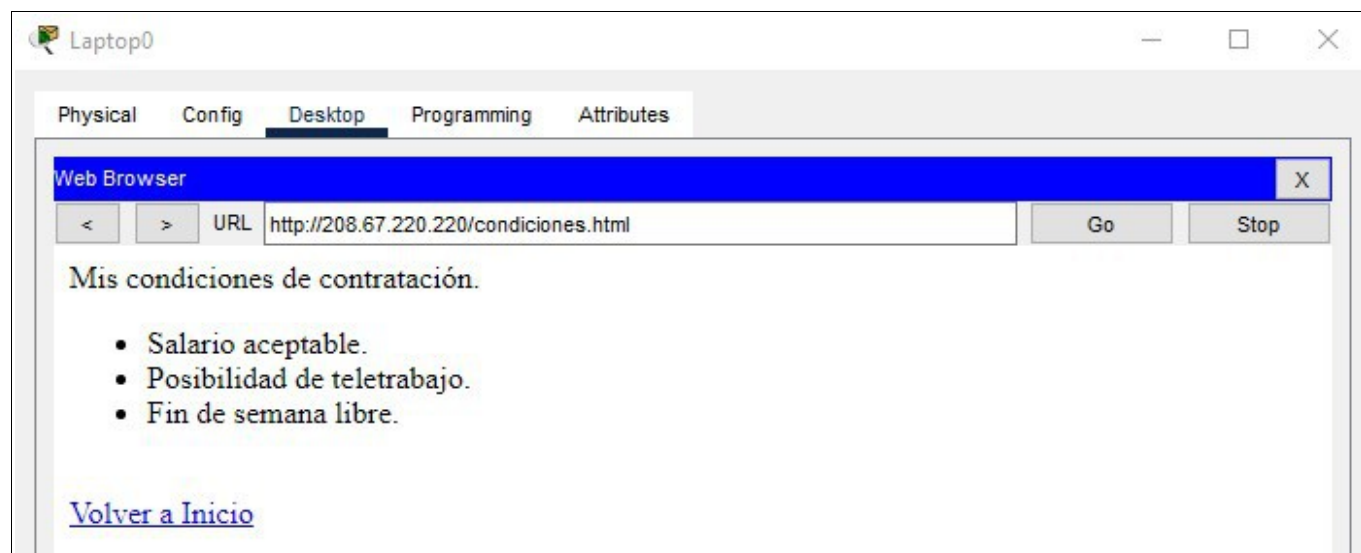 Laptop0
Physical Config Desktop Programming Attributes
Web Browser X
< > URL http://208.67.220.220/condiciones.html Go Stop
Mis condiciones de contratación.
• Salario aceptable.
• Posibilidad de teletrabajo.
• Fin de semana libre.
Volver a Inicio